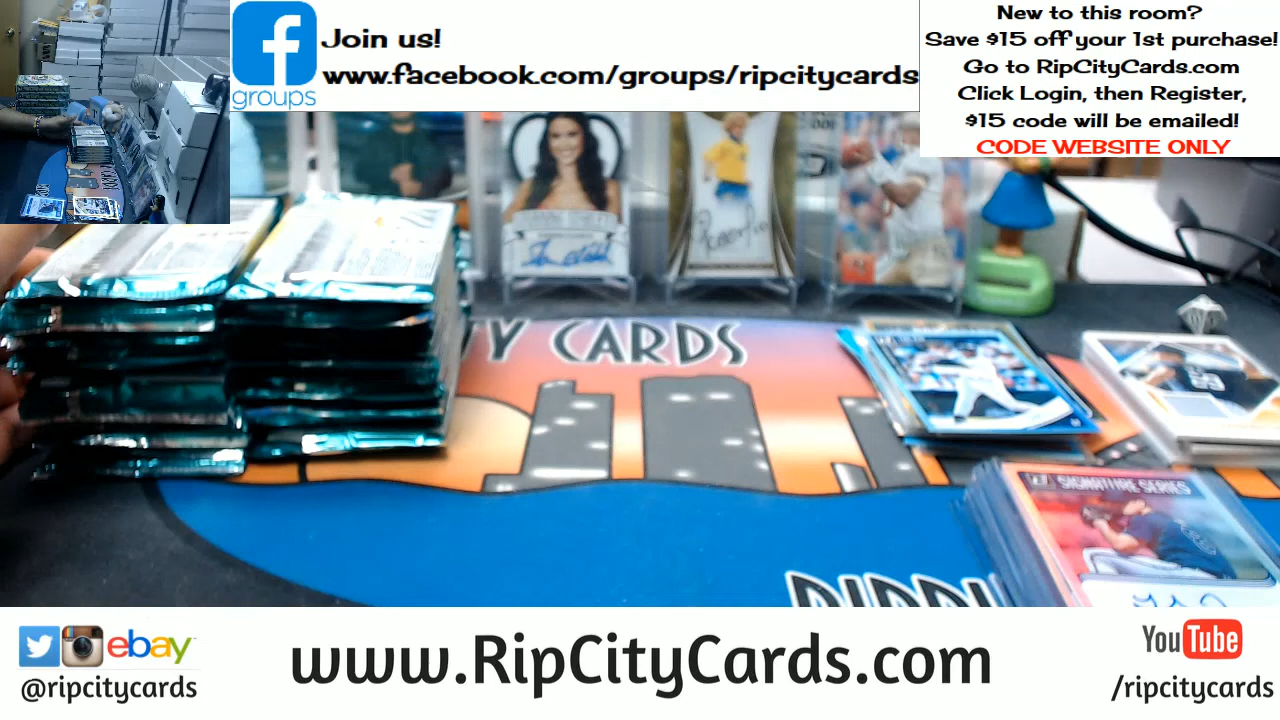 Join us!
www.facebook.com/groups/ripcitycards
groups
New to this room?
Save $15 off your 1st purchase!
Go to RipCityCards.com
Click Login, then Register,
$15 code will be emailed!
CODE WEBSITE ONLY
TY CARDS
SIGNATURE SERIES
ebay
@ripcitycards
www.RipCityCards.com
YouTube
/ripcitycards